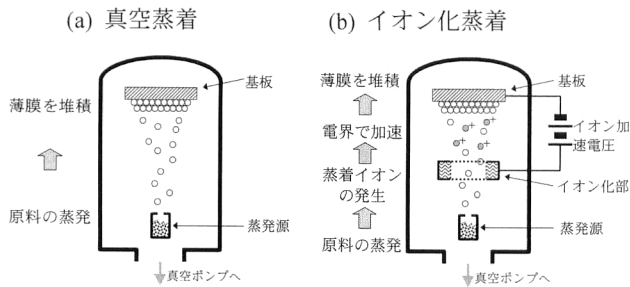 (a) 真空蒸着
基板
薄膜を堆積
原料の蒸発
蒸発源
真空ポンプへ
(b) イオン化蒸着
薄膜を堆積
基板
電界で加速
イオン加
速電圧
蒸着イオン
の発生
イオン化部
原料の蒸発
蒸発源
真空ポンプへ
+
+
+
+